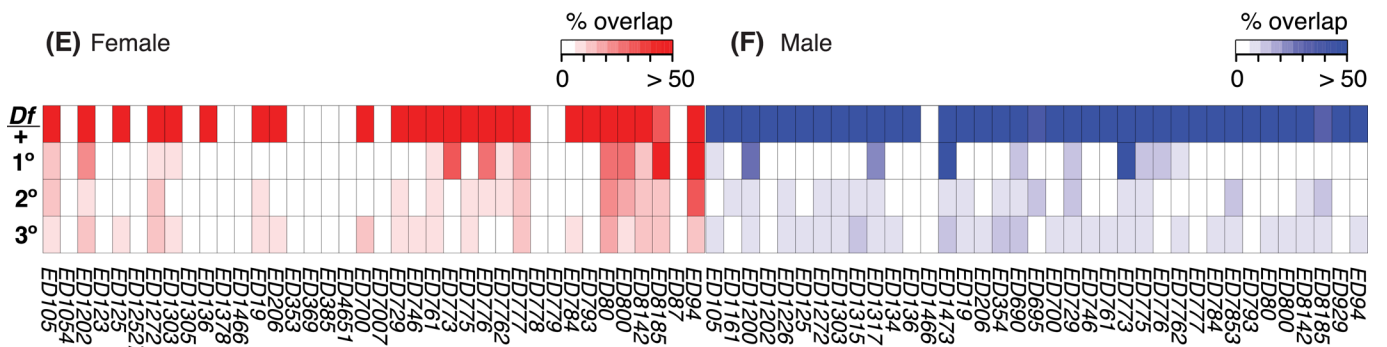 (E) Female
% overlap
0 > 50
(F) Male
% overlap
0 > 50
Df
+
1º
2º
3º
ED105
ED1054
ED1202
ED123
ED125
ED1252
ED1272
ED1303
ED1305
ED136
ED1378
ED1466
ED19
ED206
ED353
ED369
ED385
ED4651
ED700
ED7007
ED729
ED746
ED761
ED773
ED775
ED776
ED7762
ED777
ED778
ED779
ED784
ED793
ED80
ED800
ED8142
ED8185
ED87
ED94
ED105
ED1161
ED1200
ED1202
ED1226
ED125
ED1272
ED1303
ED1315
ED1317
ED134
ED136
ED1466
ED1473
ED19
ED206
ED354
ED690
ED695
ED700
ED729
ED746
ED761
ED773
ED775
ED776
ED7762
ED777
ED784
ED7853
ED793
ED80
ED800
ED8142
ED8185
ED929
ED94